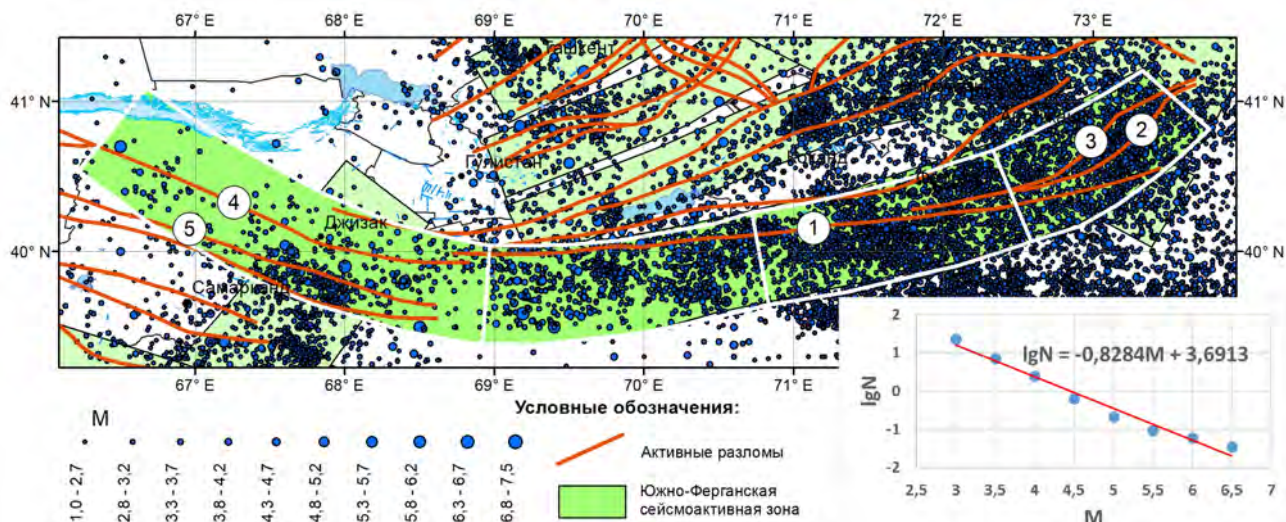 67° E 68° E 69° E 70° E 71° E 72° E 73° E
Ташкент
41° N 41° N
3 2
Гулистан
4
Джизак
5
1
40° N 40° N
Самарканд
67° E 68° E 69° E 70° E 71° E
М
1,0 - 2,7
2,8 - 3,2
3,3 - 3,7
3,8 - 4,2
4,3 - 4,7
4,8 - 5,2
5,3 - 5,7
5,8 - 6,2
6,3 - 6,7
6,8 - 7,5
Условные обозначения:
Активные разломы
Южно-Ферганская
сейсмоактивная зона
lgN = -0,8284M + 3,6913
lgN
2
1
0
-1
-2
2,5 3 3,5 4 4,5 5 5,5 6 6,5 7
М